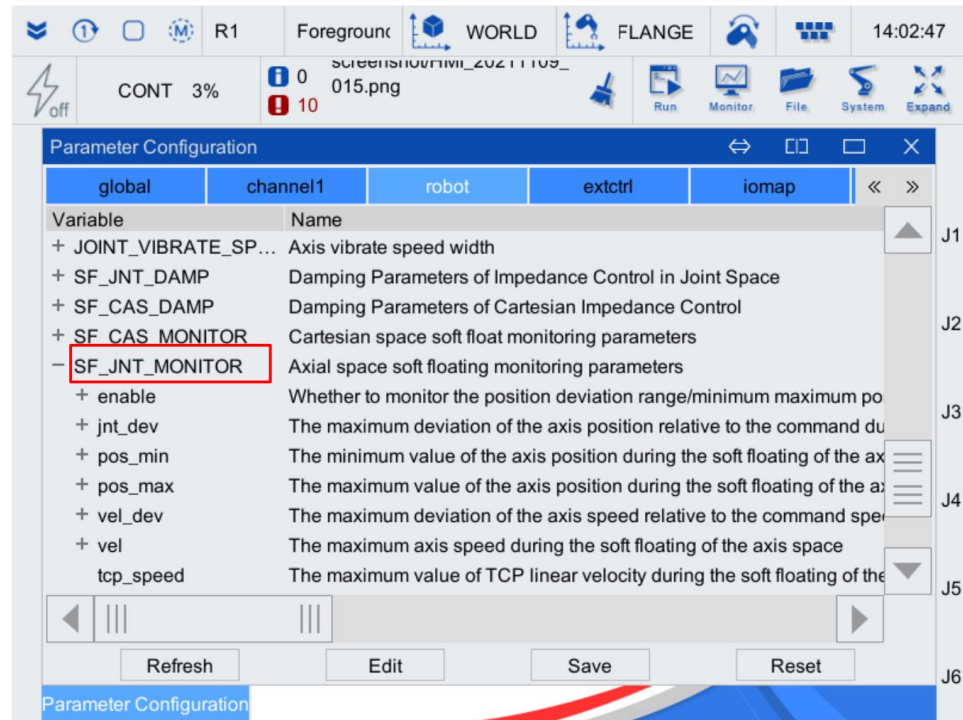 1 M R1 Foregroun WORLD FLANGE 14:02:47
off CONT 3% 0 screenshot/HMI_20211109_
10 015.png
Run Monitor File System Expand
Parameter Configuration
global channel1 robot extctrl iomap
Variable Name
+ JOINT_VIBRATE_SP... Axis vibrate speed width
+ SF_JNT_DAMP Damping Parameters of Impedance Control in Joint Space
+ SF_CAS_DAMP Damping Parameters of Cartesian Impedance Control
+ SF_CAS_MONITOR Cartesian space soft float monitoring parameters
− SF_JNT_MONITOR Axial space soft floating monitoring parameters
+ enable Whether to monitor the position deviation range/minimum maximum po
+ jnt_dev The maximum deviation of the axis position relative to the command du
+ pos_min The minimum value of the axis position during the soft floating of the ax
+ pos_max The maximum value of the axis position during the soft floating of the ax
+ vel_dev The maximum deviation of the axis speed relative to the command spe
+ vel The maximum axis speed during the soft floating of the axis space
tcp_speed The maximum value of TCP linear velocity during the soft floating of the
J1
J2
J3
J4
J5
J6
Refresh Edit Save Reset
Parameter Configuration